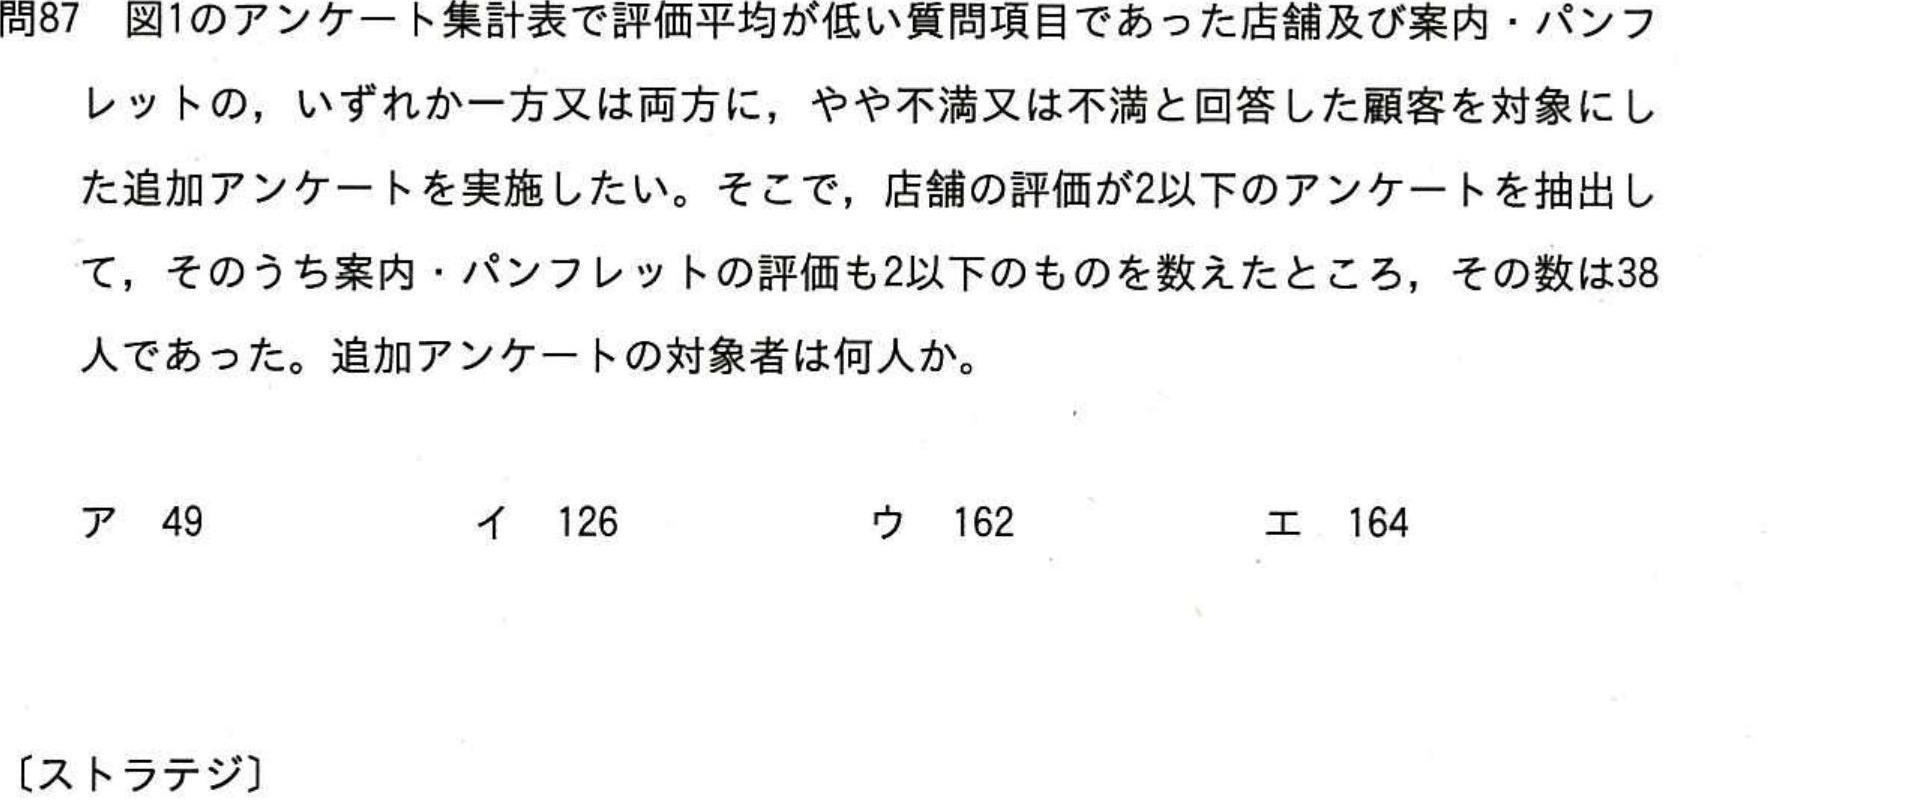 問87 図1のアンケート集計表で評価平均が低い質問項目であった店舗及び案内・パンフ
レットの，いずれか一方又は両方に，やや不満又は不満と回答した顧客を対象にし
た追加アンケートを実施したい。そこで，店舗の評価が2以下のアンケートを抽出し
て，そのうち案内・パンフレットの評価も2以下のものを数えたところ，その数は38
人であった。追加アンケートの対象者は何人か。
ア 49 イ 126 ウ 162 エ 164
〔ストラテジ〕